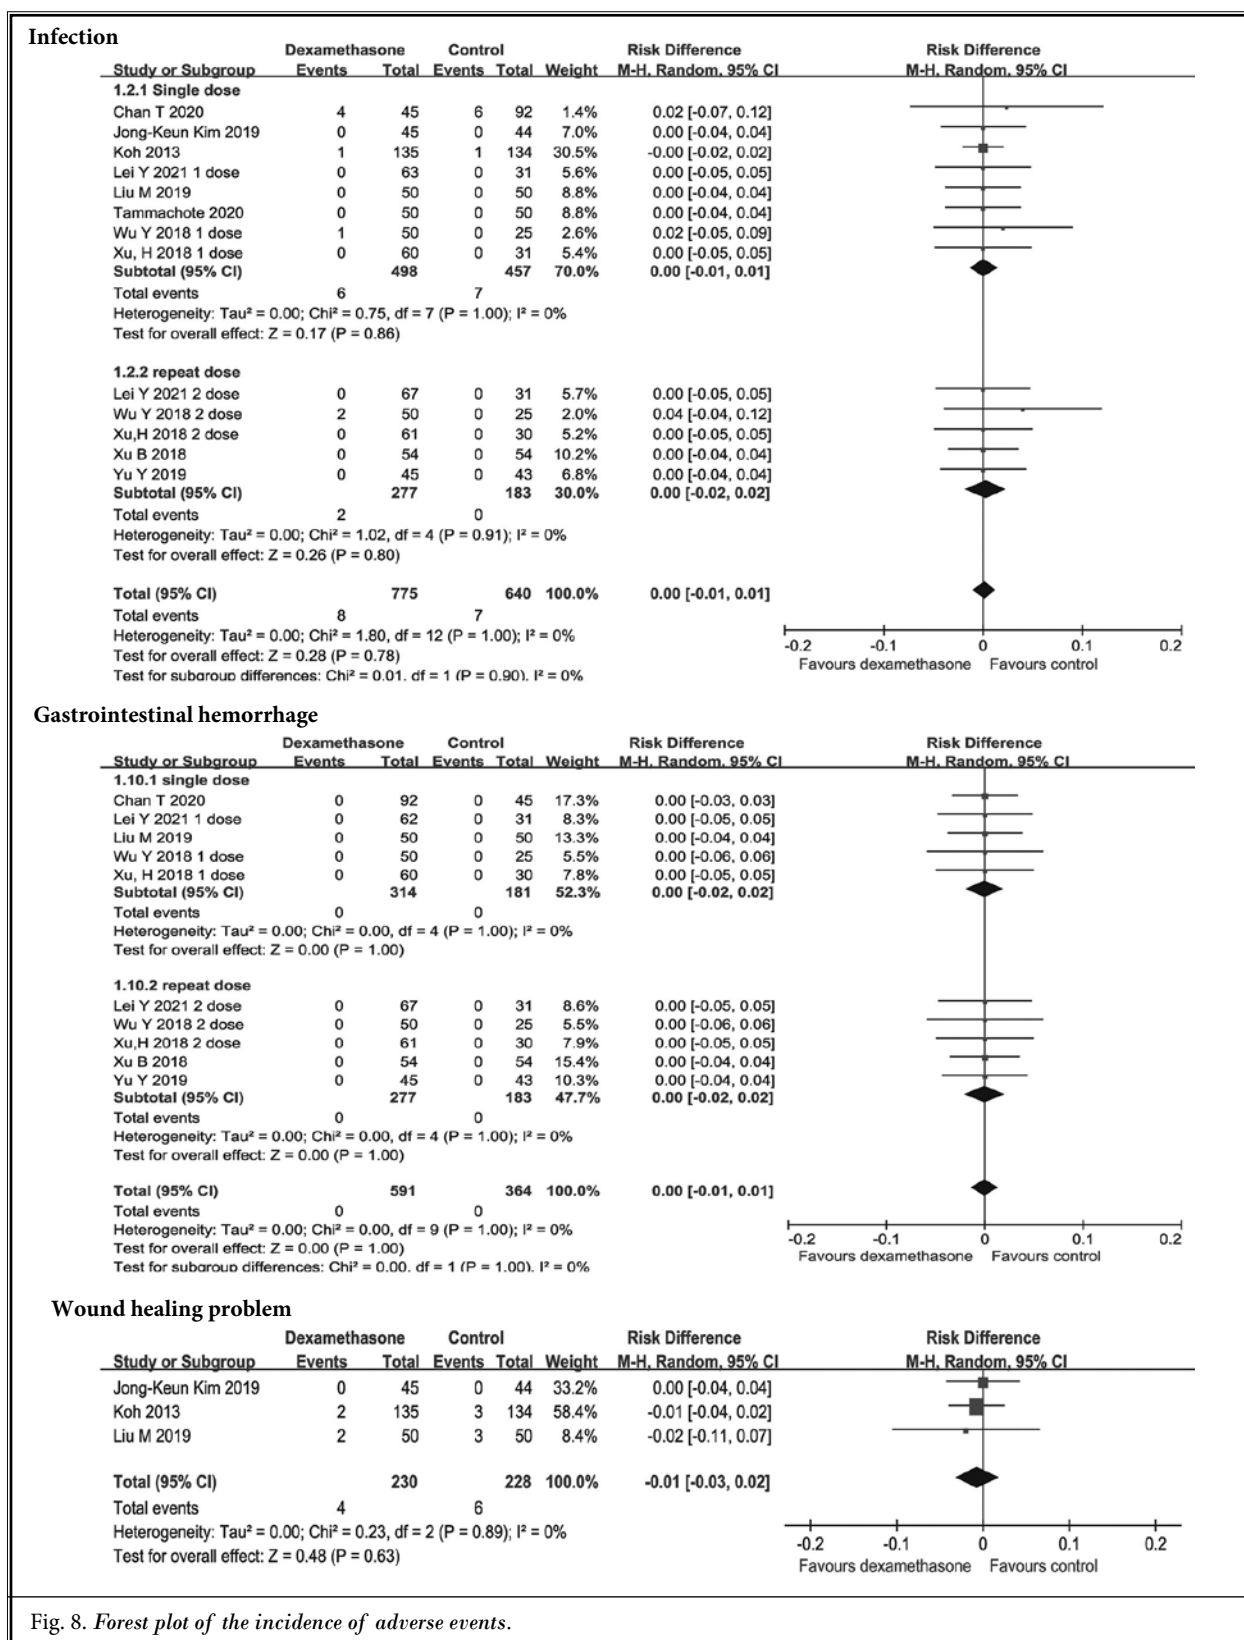 Infection
Dexamethasone Control Risk Difference Risk Difference
Study or Subgroup Events Total Events Total Weight M-H, Random, 95% CI M-H, Random, 95% CI
1.2.1 Single dose
Chan T 2020 4 45 6 92 1.4% 0.02 [-0.07, 0.12]
Jong-Keun Kim 2019 0 45 0 44 7.0% 0.00 [-0.04, 0.04]
Koh 2013 1 135 1 134 30.5% -0.00 [-0.02, 0.02]
Lei Y 2021 1 dose 0 63 0 31 5.6% 0.00 [-0.05, 0.05]
Liu M 2019 0 50 0 50 8.8% 0.00 [-0.04, 0.04]
Tammachote 2020 0 50 0 50 8.8% 0.00 [-0.04, 0.04]
Wu Y 2018 1 dose 1 50 0 25 2.6% 0.02 [-0.05, 0.09]
Xu, H 2018 1 dose 0 60 0 31 5.4% 0.00 [-0.05, 0.05]
Subtotal (95% CI) 498 457 70.0% 0.00 [-0.01, 0.01]
Total events 6 7
Heterogeneity: Tau² = 0.00; Chi² = 0.75, df = 7 (P = 1.00); I² = 0%
Test for overall effect: Z = 0.17 (P = 0.86)
1.2.2 repeat dose
Lei Y 2021 2 dose 0 67 0 31 5.7% 0.00 [-0.05, 0.05]
Wu Y 2018 2 dose 2 50 0 25 2.0% 0.04 [-0.04, 0.12]
Xu,H 2018 2 dose 0 61 0 30 5.2% 0.00 [-0.05, 0.05]
Xu B 2018 0 54 0 54 10.2% 0.00 [-0.04, 0.04]
Yu Y 2019 0 45 0 43 6.8% 0.00 [-0.04, 0.04]
Subtotal (95% CI) 277 183 30.0% 0.00 [-0.02, 0.02]
Total events 2 0
Heterogeneity: Tau² = 0.00; Chi² = 1.02, df = 4 (P = 0.91); I² = 0%
Test for overall effect: Z = 0.26 (P = 0.80)
Total (95% CI) 775 640 100.0% 0.00 [-0.01, 0.01]
Total events 8 7
Heterogeneity: Tau² = 0.00; Chi² = 1.80, df = 12 (P = 1.00); I² = 0%
Test for overall effect: Z = 0.28 (P = 0.78)
Test for subgroup differences: Chi² = 0.01, df = 1 (P = 0.90), I² = 0%
-0.2 -0.1 0 0.1 0.2
Favours dexamethasone Favours control
Gastrointestinal hemorrhage
Dexamethasone Control Risk Difference Risk Difference
Study or Subgroup Events Total Events Total Weight M-H, Random, 95% CI M-H, Random, 95% CI
1.10.1 single dose
Chan T 2020 0 92 0 45 17.3% 0.00 [-0.03, 0.03]
Lei Y 2021 1 dose 0 62 0 31 8.3% 0.00 [-0.05, 0.05]
Liu M 2019 0 50 0 50 13.3% 0.00 [-0.04, 0.04]
Wu Y 2018 1 dose 0 50 0 25 5.5% 0.00 [-0.06, 0.06]
Xu, H 2018 1 dose 0 60 0 30 7.8% 0.00 [-0.05, 0.05]
Subtotal (95% CI) 314 181 52.3% 0.00 [-0.02, 0.02]
Total events 0 0
Heterogeneity: Tau² = 0.00; Chi² = 0.00, df = 4 (P = 1.00); I² = 0%
Test for overall effect: Z = 0.00 (P = 1.00)
1.10.2 repeat dose
Lei Y 2021 2 dose 0 67 0 31 8.6% 0.00 [-0.05, 0.05]
Wu Y 2018 2 dose 0 50 0 25 5.5% 0.00 [-0.06, 0.06]
Xu,H 2018 2 dose 0 61 0 30 7.9% 0.00 [-0.05, 0.05]
Xu B 2018 0 54 0 54 15.4% 0.00 [-0.04, 0.04]
Yu Y 2019 0 45 0 43 10.3% 0.00 [-0.04, 0.04]
Subtotal (95% CI) 277 183 47.7% 0.00 [-0.02, 0.02]
Total events 0 0
Heterogeneity: Tau² = 0.00; Chi² = 0.00, df = 4 (P = 1.00); I² = 0%
Test for overall effect: Z = 0.00 (P = 1.00)
Total (95% CI) 591 364 100.0% 0.00 [-0.01, 0.01]
Total events 0 0
Heterogeneity: Tau² = 0.00; Chi² = 0.00, df = 9 (P = 1.00); I² = 0%
Test for overall effect: Z = 0.00 (P = 1.00)
Test for subgroup differences: Chi² = 0.00, df = 1 (P = 1.00), I² = 0%
-0.2 -0.1 0 0.1 0.2
Favours dexamethasone Favours control
Wound healing problem
Dexamethasone Control Risk Difference Risk Difference
Study or Subgroup Events Total Events Total Weight M-H, Random, 95% CI M-H, Random, 95% CI
Jong-Keun Kim 2019 0 45 0 44 33.2% 0.00 [-0.04, 0.04]
Koh 2013 2 135 3 134 58.4% -0.01 [-0.04, 0.02]
Liu M 2019 2 50 3 50 8.4% -0.02 [-0.11, 0.07]
Total (95% CI) 230 228 100.0% -0.01 [-0.03, 0.02]
Total events 4 6
Heterogeneity: Tau² = 0.00; Chi² = 0.23, df = 2 (P = 0.89); I² = 0%
Test for overall effect: Z = 0.48 (P = 0.63)
-0.2 -0.1 0 0.1 0.2
Favours dexamethasone Favours control
Fig. 8. Forest plot of the incidence of adverse events.